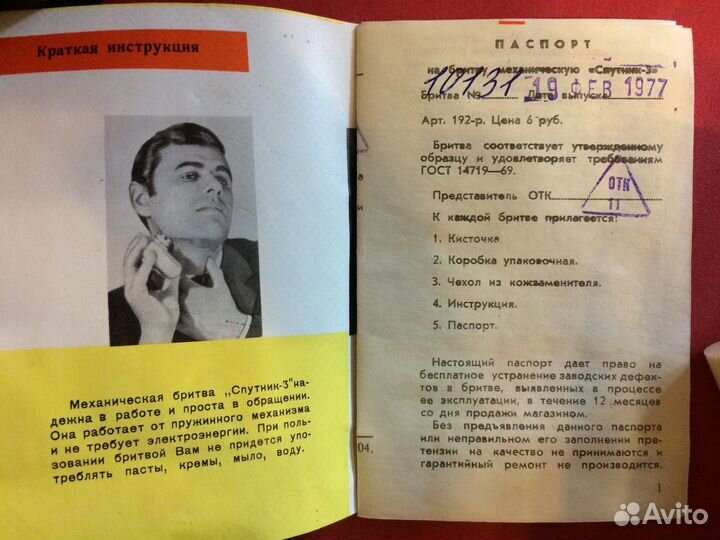 Краткая инструкция
Механическая бритва „Спутник-3“ на-
дежна в работе и проста в обращении.
Она работает от пружинного механизма
и не требует электроэнергии. При поль-
зовании бритвой Вам не придется упо-
треблять пасты, кремы, мыло, воду.
04.
ПАСПОРТ
на бритву механическую «Спутник-3»
10131 19 ФЕВ 1977
Бритва № Дата выпуска
Арт. 192-р. Цена 6 руб.
Бритва соответствует утвержденному
образцу и удовлетворяет требованиям
ГОСТ 14719—69.
Представитель ОТК
ОТК
11
К каждой бритве прилагается:
1. Кисточка.
2. Коробка упаковочная.
3. Чехол из кожзаменителя.
4. Инструкция.
5. Паспорт.
Настоящий паспорт дает право на
бесплатное устранение заводских дефек-
тов в бритве, выявленных в процессе
ее эксплуатации, в течение 12 месяцев
со дня продажи магазином.
Без предъявления данного паспорта
или неправильном его заполнении пре-
тензии на качество не принимаются и
гарантийный ремонт не производится.
1
Avito